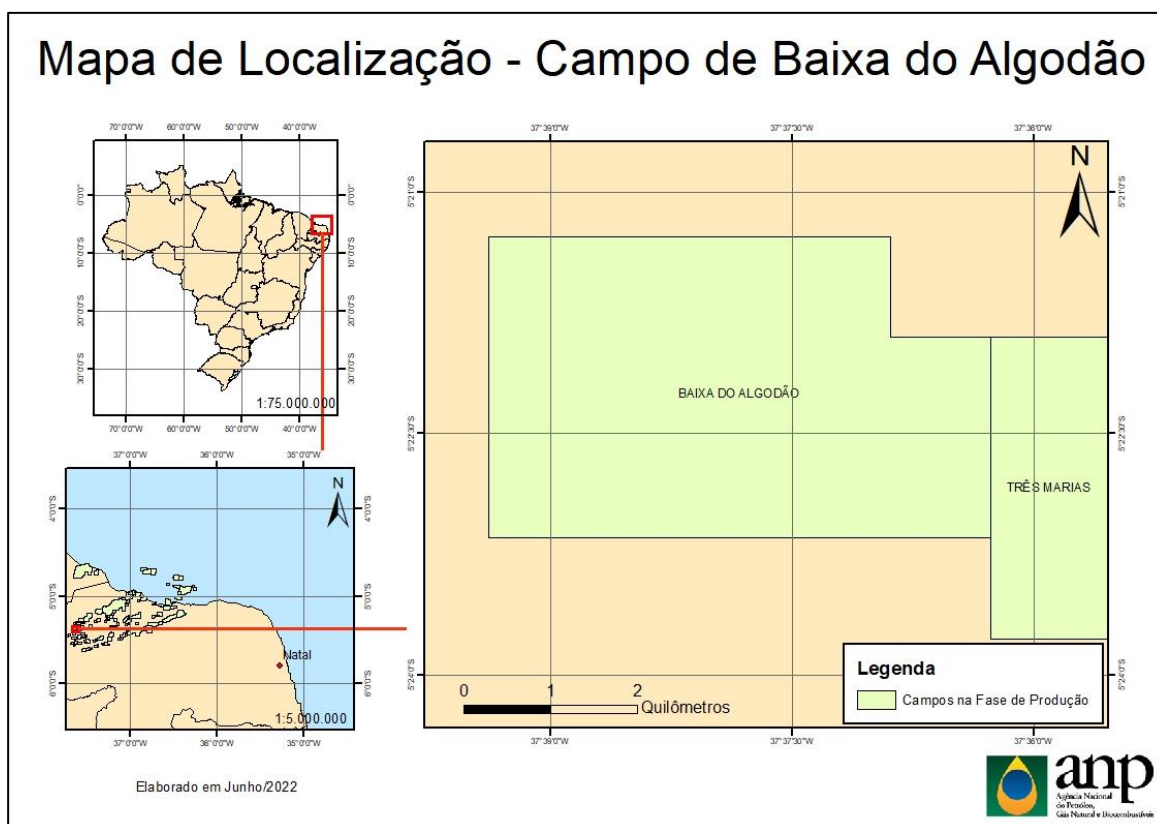 Mapa de Localização - Campo de Baixa do Algodão
70°0'0"W 60°0'0"W 50°0'0"W 40°0'0"W
0°0'0" 0°0'0"
10°0'0"S 10°0'0"S
20°0'0"S 20°0'0"S
30°0'0"S 30°0'0"S
1:75.000.000
70°0'0"W 60°0'0"W 50°0'0"W 40°0'0"W
37°0'0"W 36°0'0"W 35°0'0"W
N
4°0'0"S 4°0'0"S
5°0'0"S 5°0'0"S
Natal
6°0'0"S 6°0'0"S
1:5.000.000
37°0'0"W 36°0'0"W 35°0'0"W
Elaborado em Junho/2022
37°39'0"W 37°37'30"W 37°36'0"W
N
5°21'0"S 5°21'0"S
BAIXA DO ALGODÃO
5°22'30"S 5°22'30"S
TRÊS MARIAS
5°24'0"S 5°24'0"S
0 1 2
Quilômetros
Legenda
Campos na Fase de Produção
37°39'0"W 37°37'30"W 37°36'0"W
anp
Agência Nacional
do Petróleo,
Gás Natural e Biocombustíveis